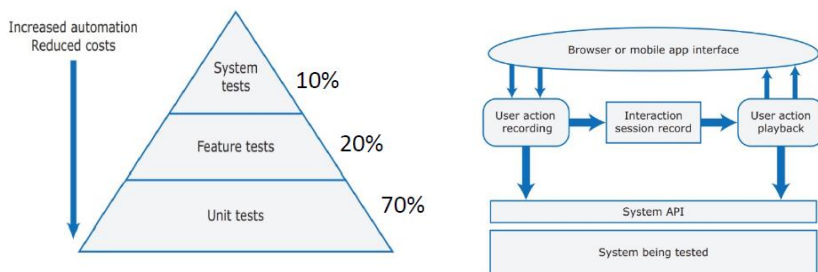 Increased automation
Reduced costs
System
tests
10%
Feature tests
20%
Unit tests
70%
Browser or mobile app interface
User action
recording
Interaction
session record
User action
playback
System API
System being tested